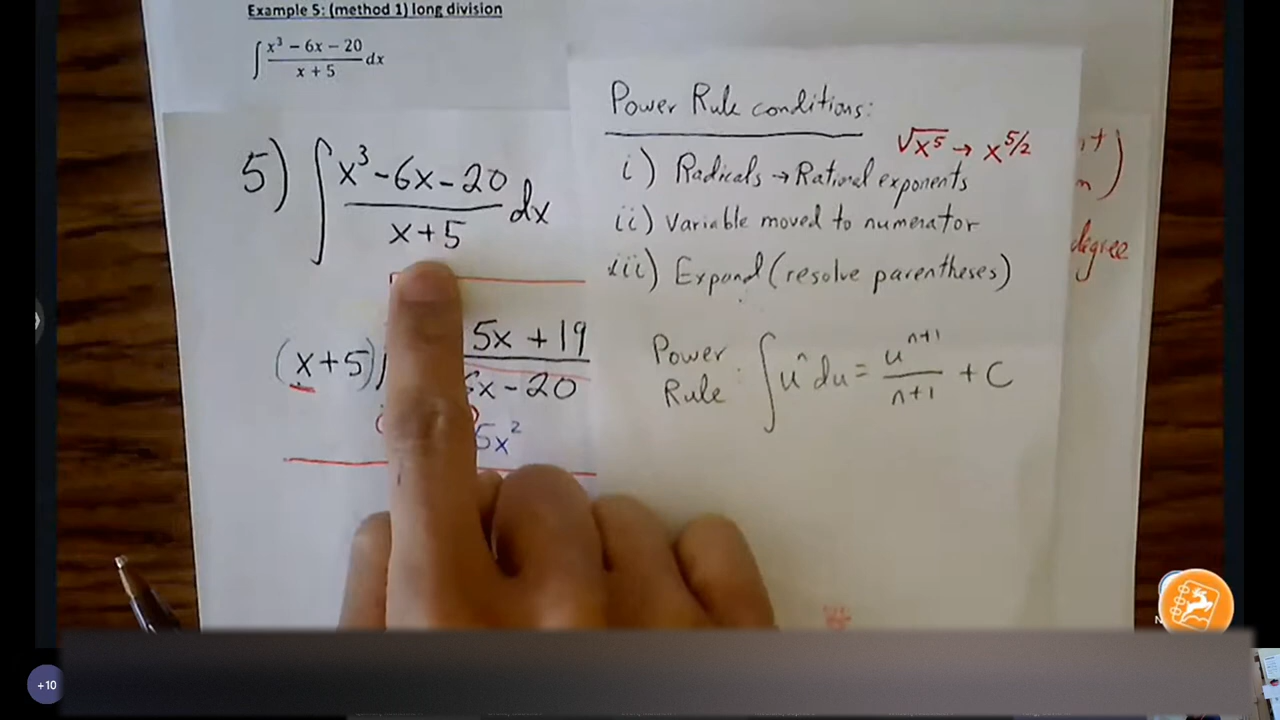 Example 5: (method 1) long division
∫ x³ − 6x − 20 / x + 5 dx
Power Rule conditions:
√x⁵ → x^5/2
i) Radicals → Rational exponents
ii) Variable moved to numerator
iii) Expand (resolve parentheses)
degree
Power Rule : ∫ uⁿ du = u^n+1 / n+1 + C
5) ∫ x³ − 6x − 20 / x + 5 dx
5x + 19
(x+5)
x − 20
5x²
+10